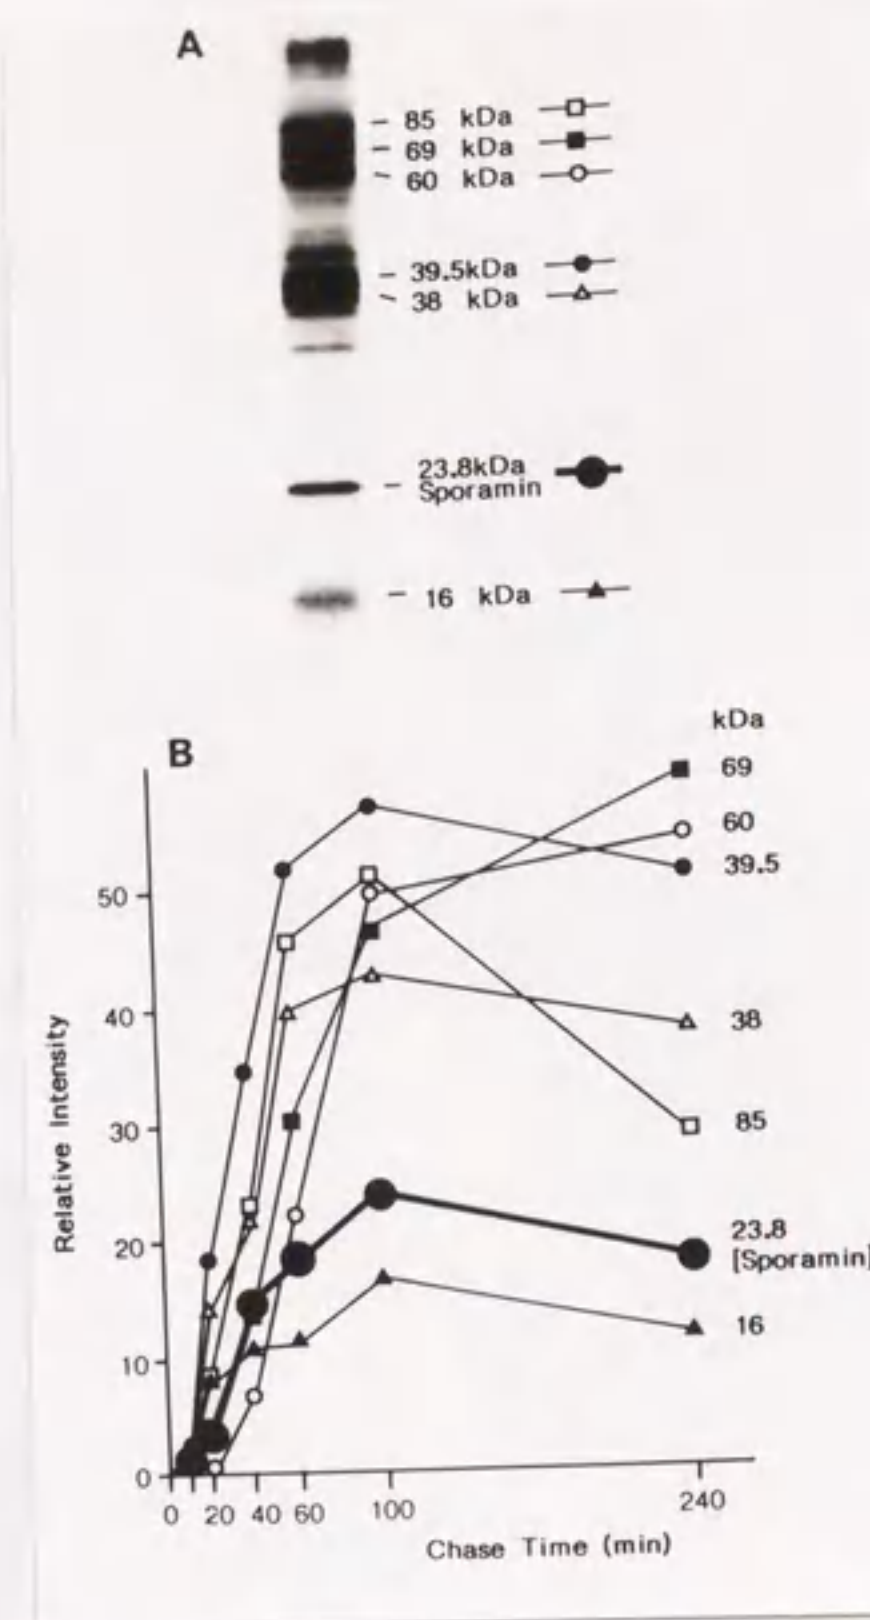 A
85 kDa
69 kDa
60 kDa
39.5kDa
38 kDa
23.8kDa
Sporamin
16 kDa
B
kDa
69
60
39.5
38
85
23.8
[Sporamin]
16
Relative Intensity
50
40
30
20
10
0
0 20 40 60 100 240
Chase Time (min)